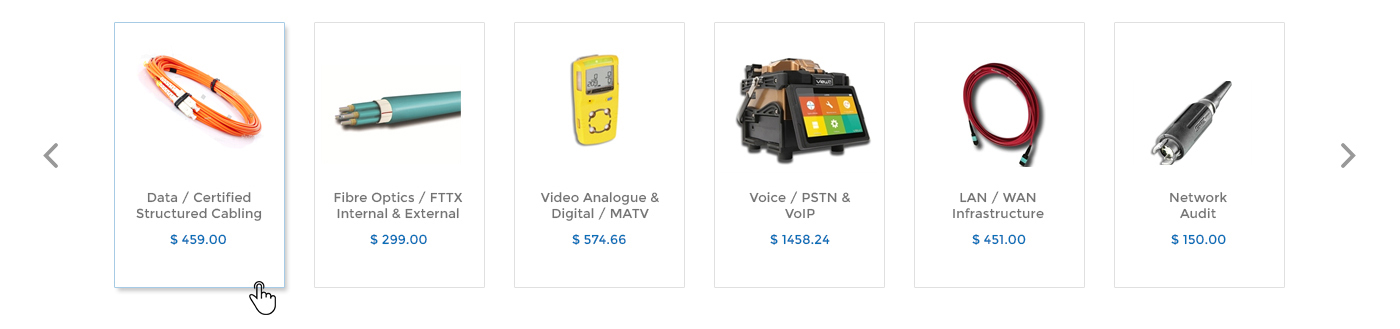 Data / Certified
Structured Cabling
$ 459.00
Fibre Optics / FTTX
Internal & External
$ 299.00
Video Analogue &
Digital / MATV
$ 574.66
Voice / PSTN &
VoIP
$ 1458.24
LAN / WAN
Infrastructure
$ 451.00
Network
Audit
$ 150.00